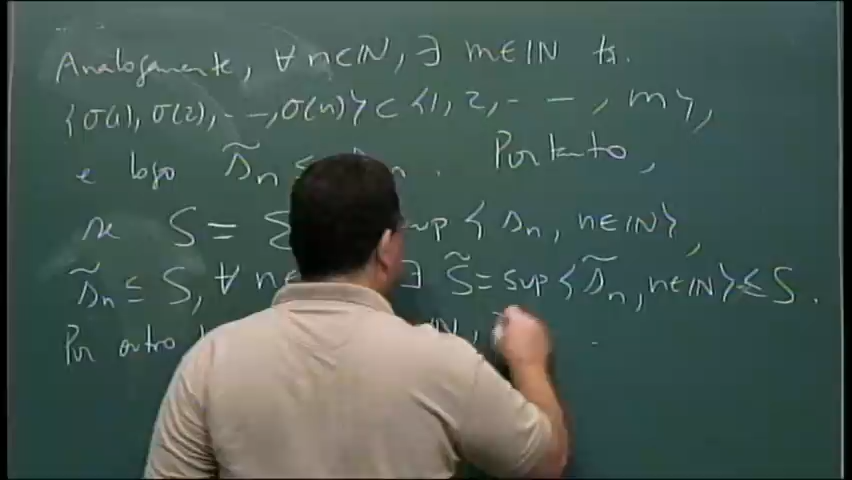 Analogamente, ∀ n∈ℕ, ∃ m∈ℕ tq.
{σ(1), σ(2), ---, σ(n)} ⊂ {1, 2, - - , m},
e logo s̃n ≤ n. Portanto,
se S = Σ sup{sn, n∈ℕ},
s̃n ≤ S, ∀ n∈ ∃ S̃ = sup{s̃n, n∈ℕ} ≤ S.
Por outro ℕ,